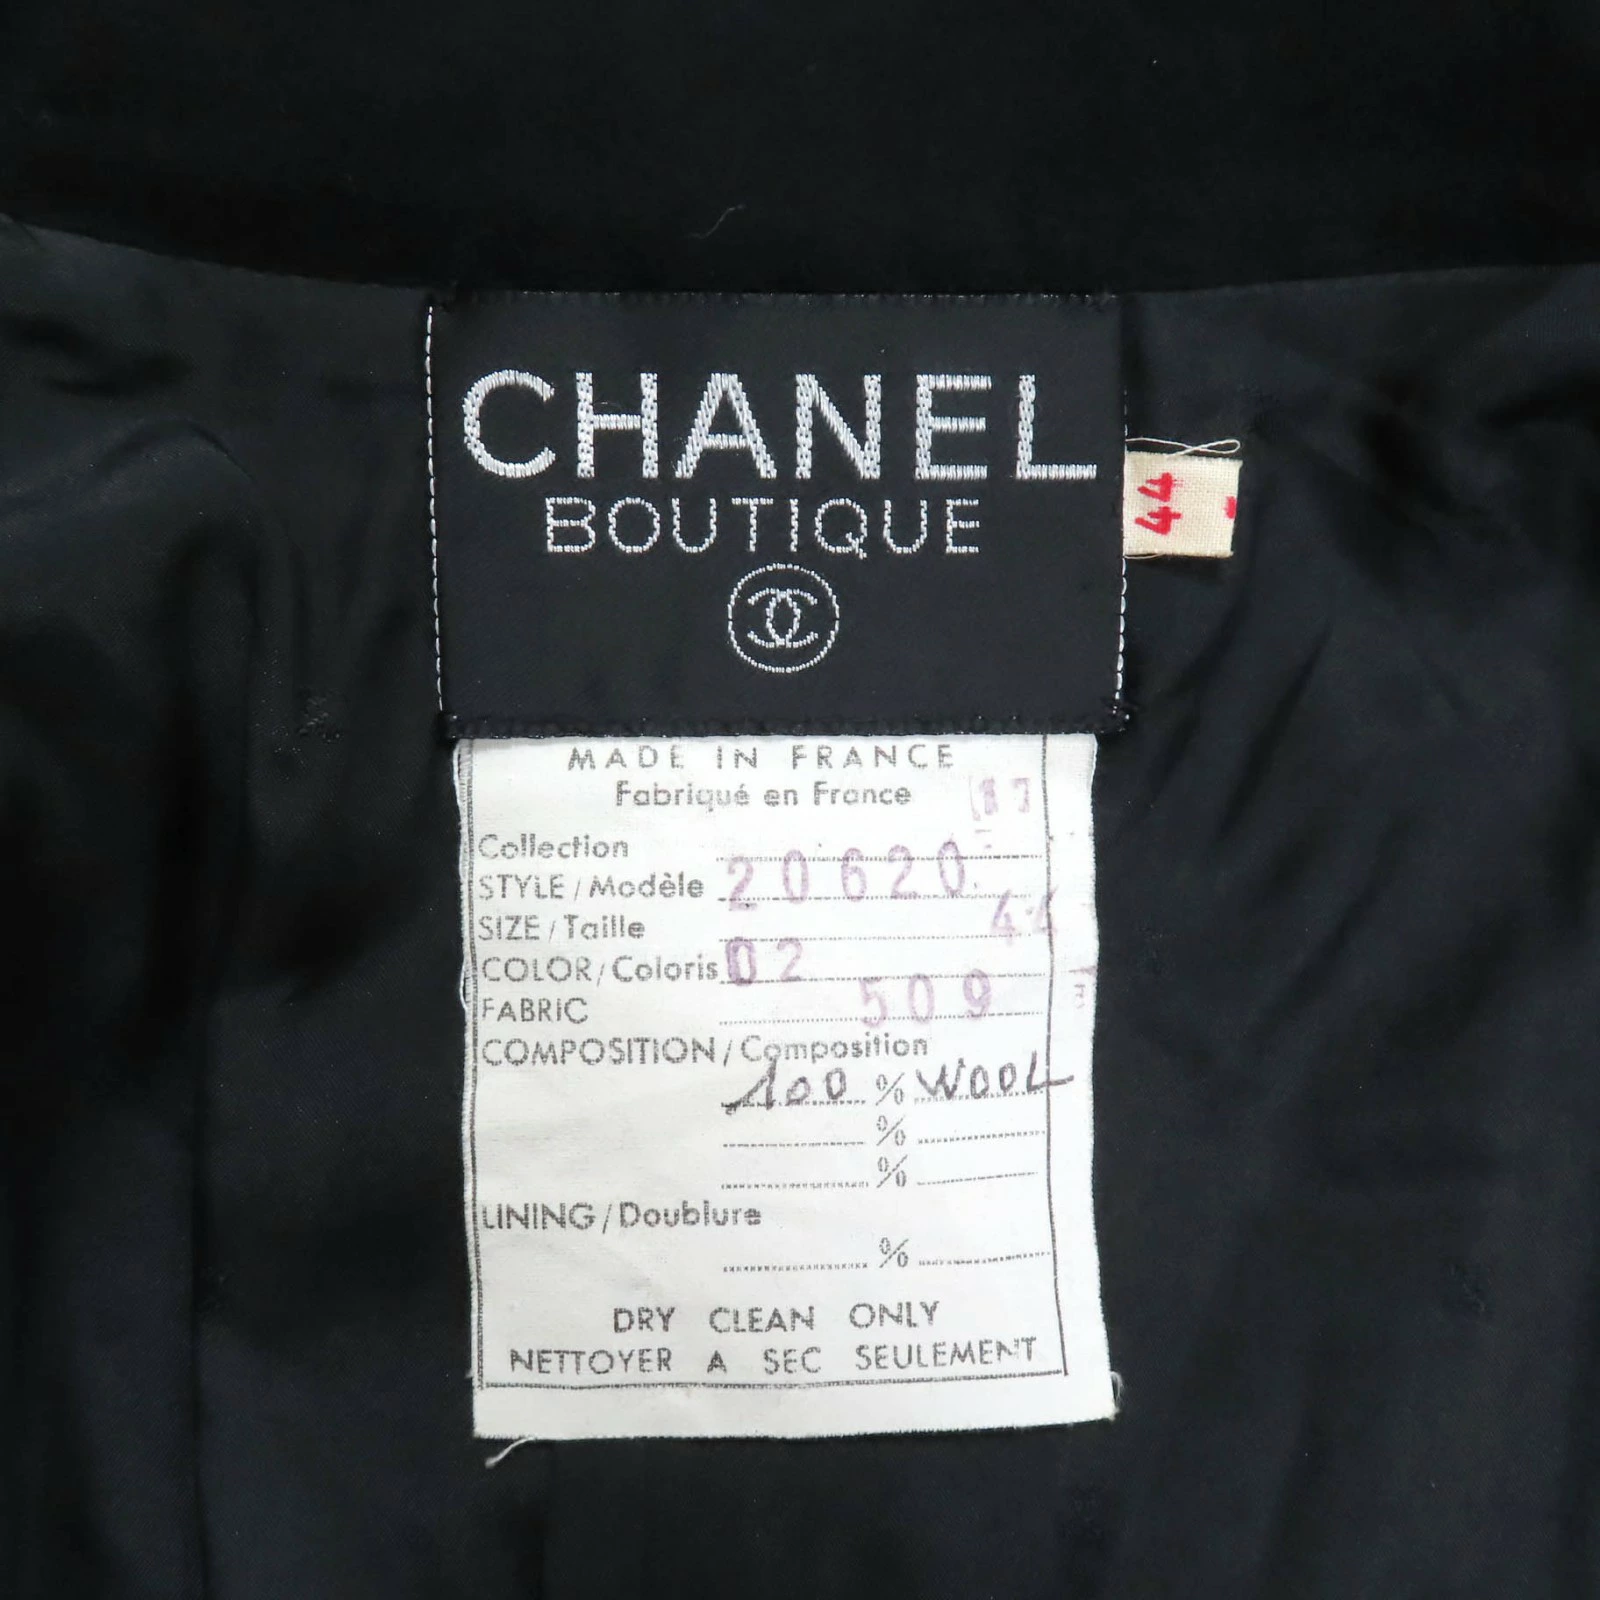 CHANEL
BOUTIQUE
44
MADE IN FRANCE
Fabriqué en France
Collection
STYLE/Modèle 20620
SIZE/Taille 44
COLOR/Coloris 02
FABRIC 509
COMPOSITION/Composition
100 % WOOL
%
%
LINING/Doublure
%
DRY CLEAN ONLY
NETTOYER A SEC SEULEMENT